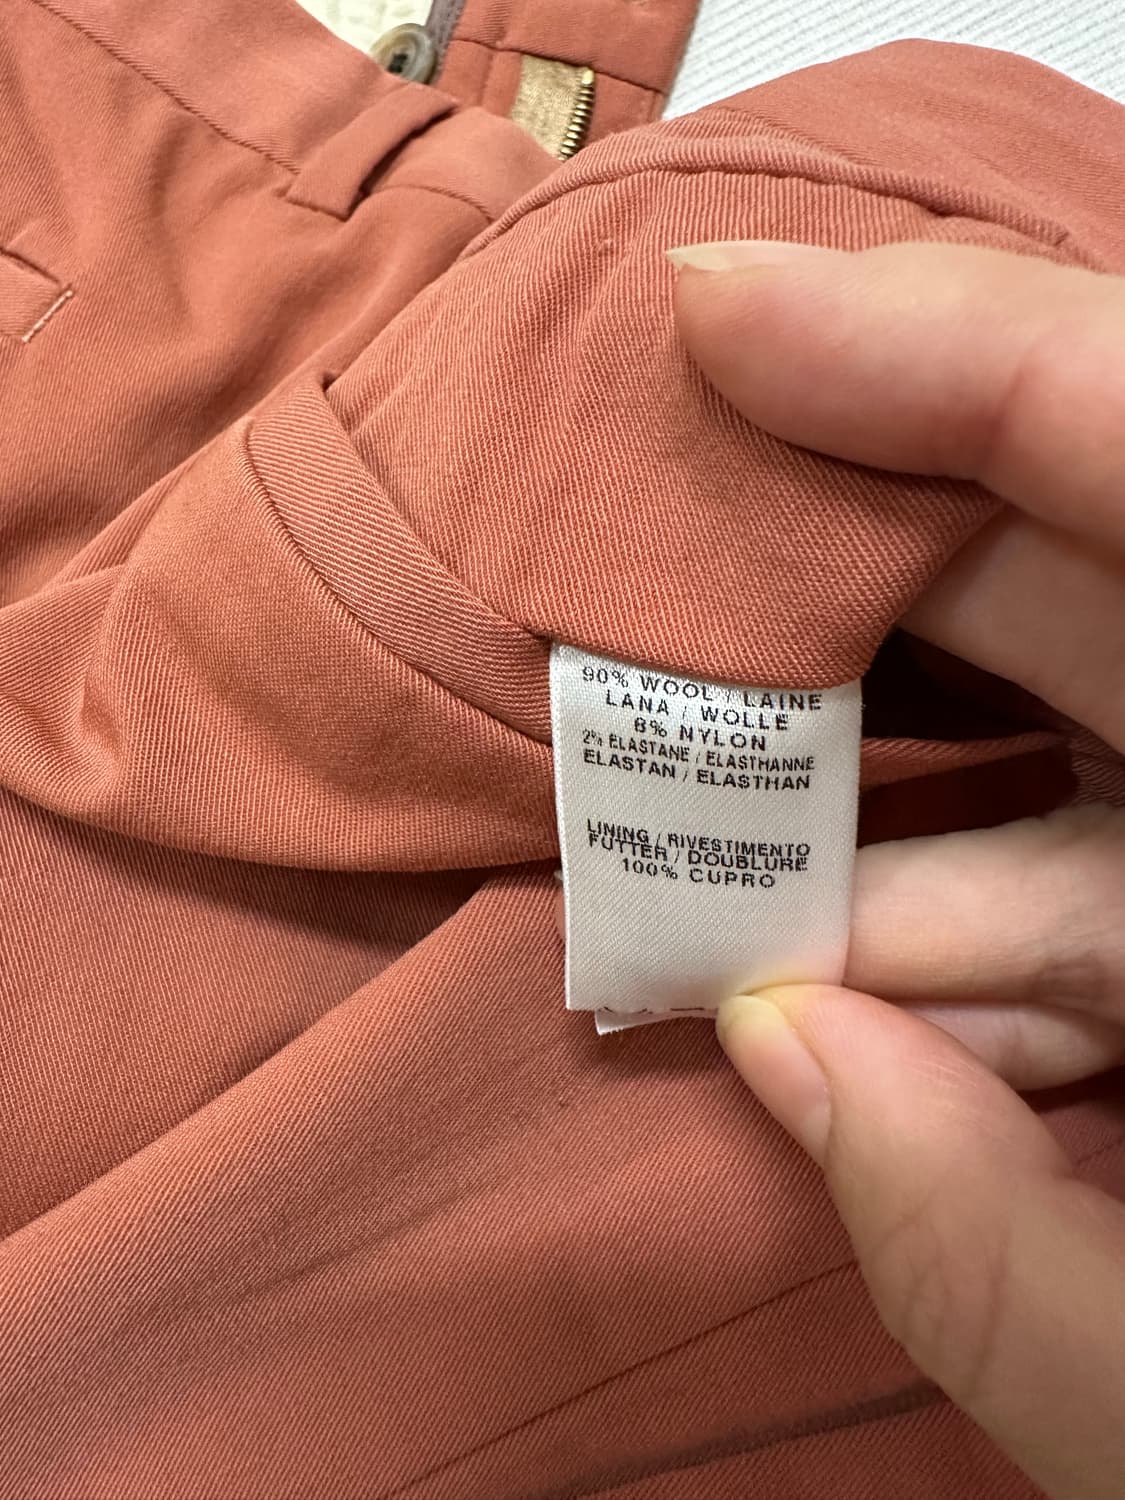 90% WOOL / LAINE
LANA / WOLLE
8% NYLON
2% ELASTANE / ELASTHANNE
ELASTAN / ELASTHAN
LINING / RIVESTIMENTO
FUTTER / DOUBLURE
100% CUPRO